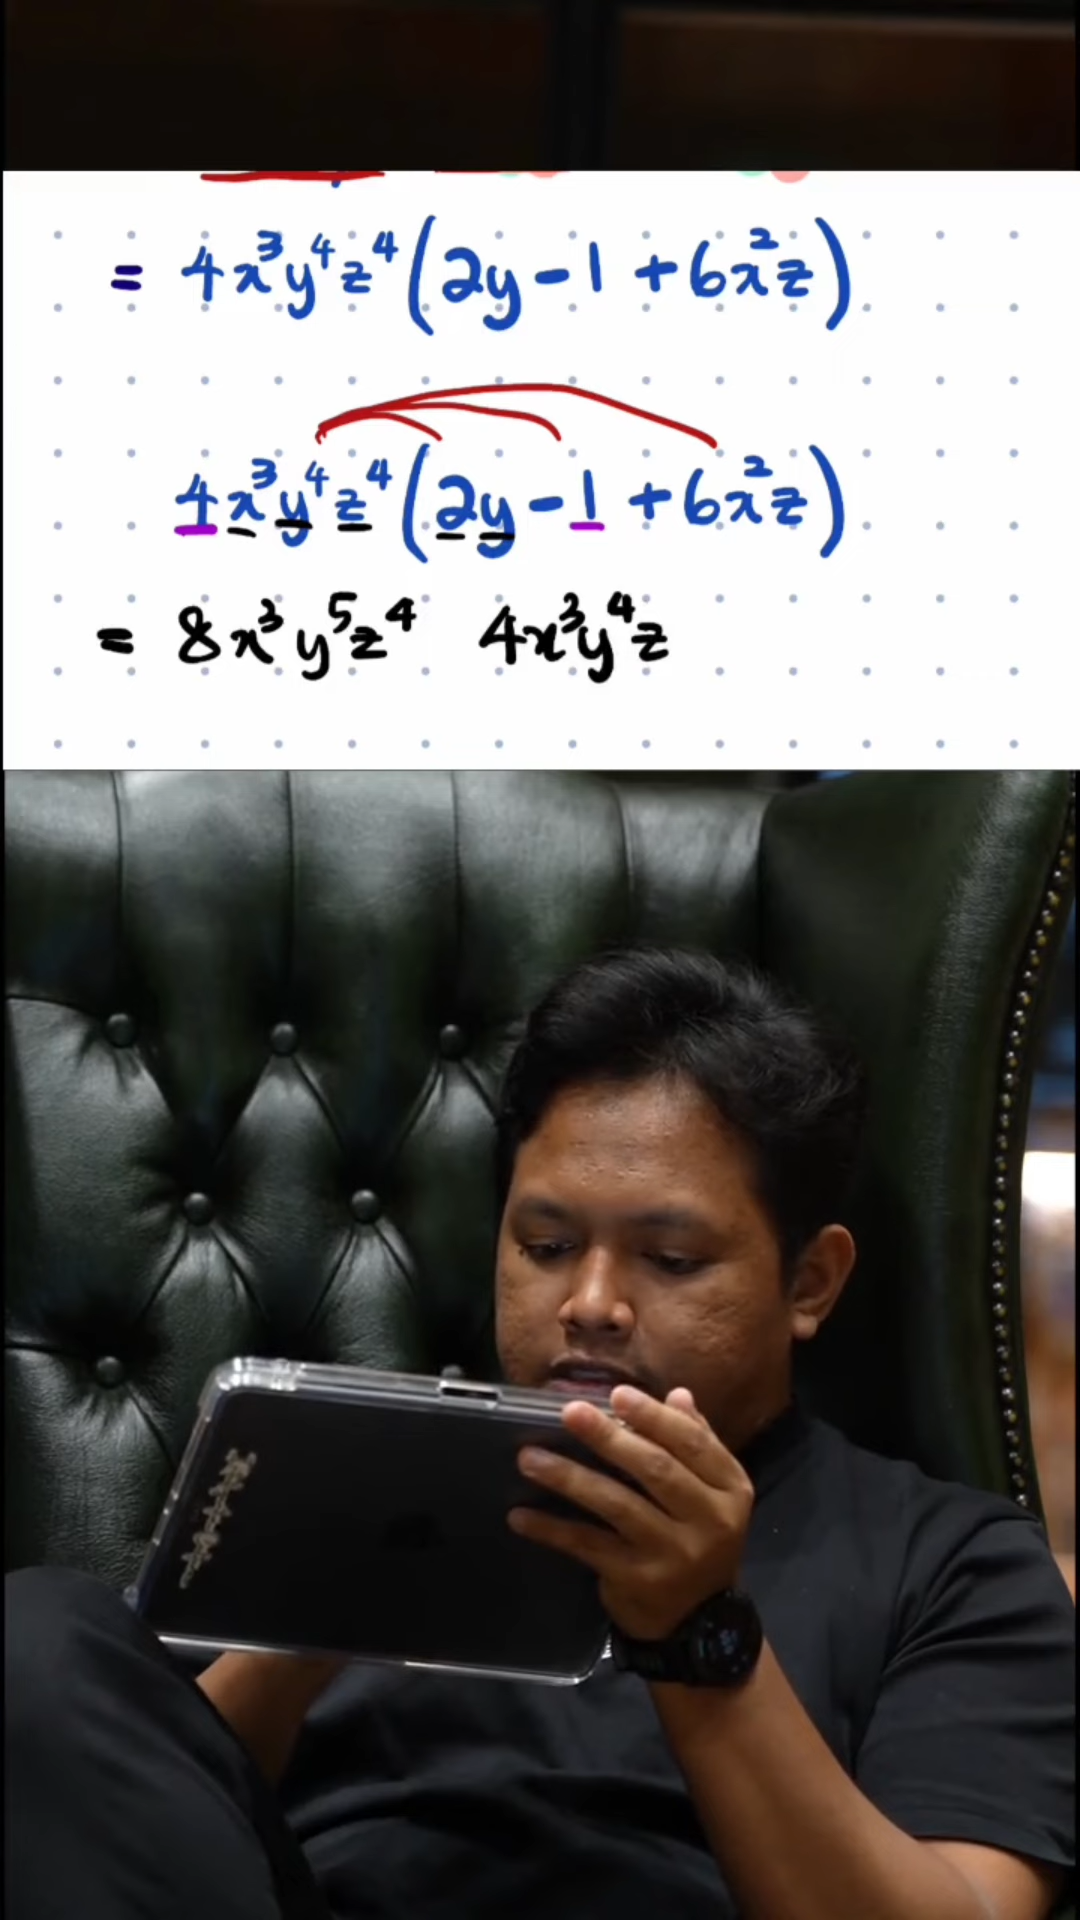 = 4x³y⁴z⁴(2y-1+6x²z)
4x³y⁴z⁴(2y-1+6x²z)
= 8x³y⁵z⁴ 4x³y⁴z